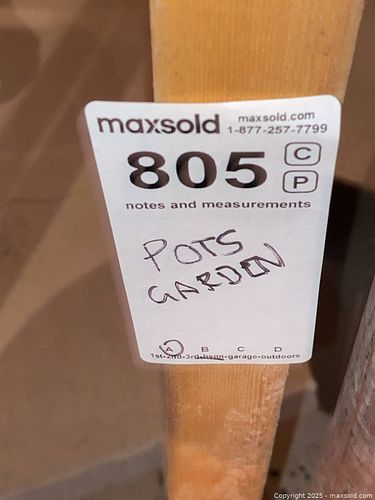 maxsold
maxsold.com
1-877-257-7799
805
C
P
notes and measurements
POTS
GARDEN
A B C D
1st-2nd-3rd-bsmt-garage-outdoors
Copyright 2025 - maxsold.com